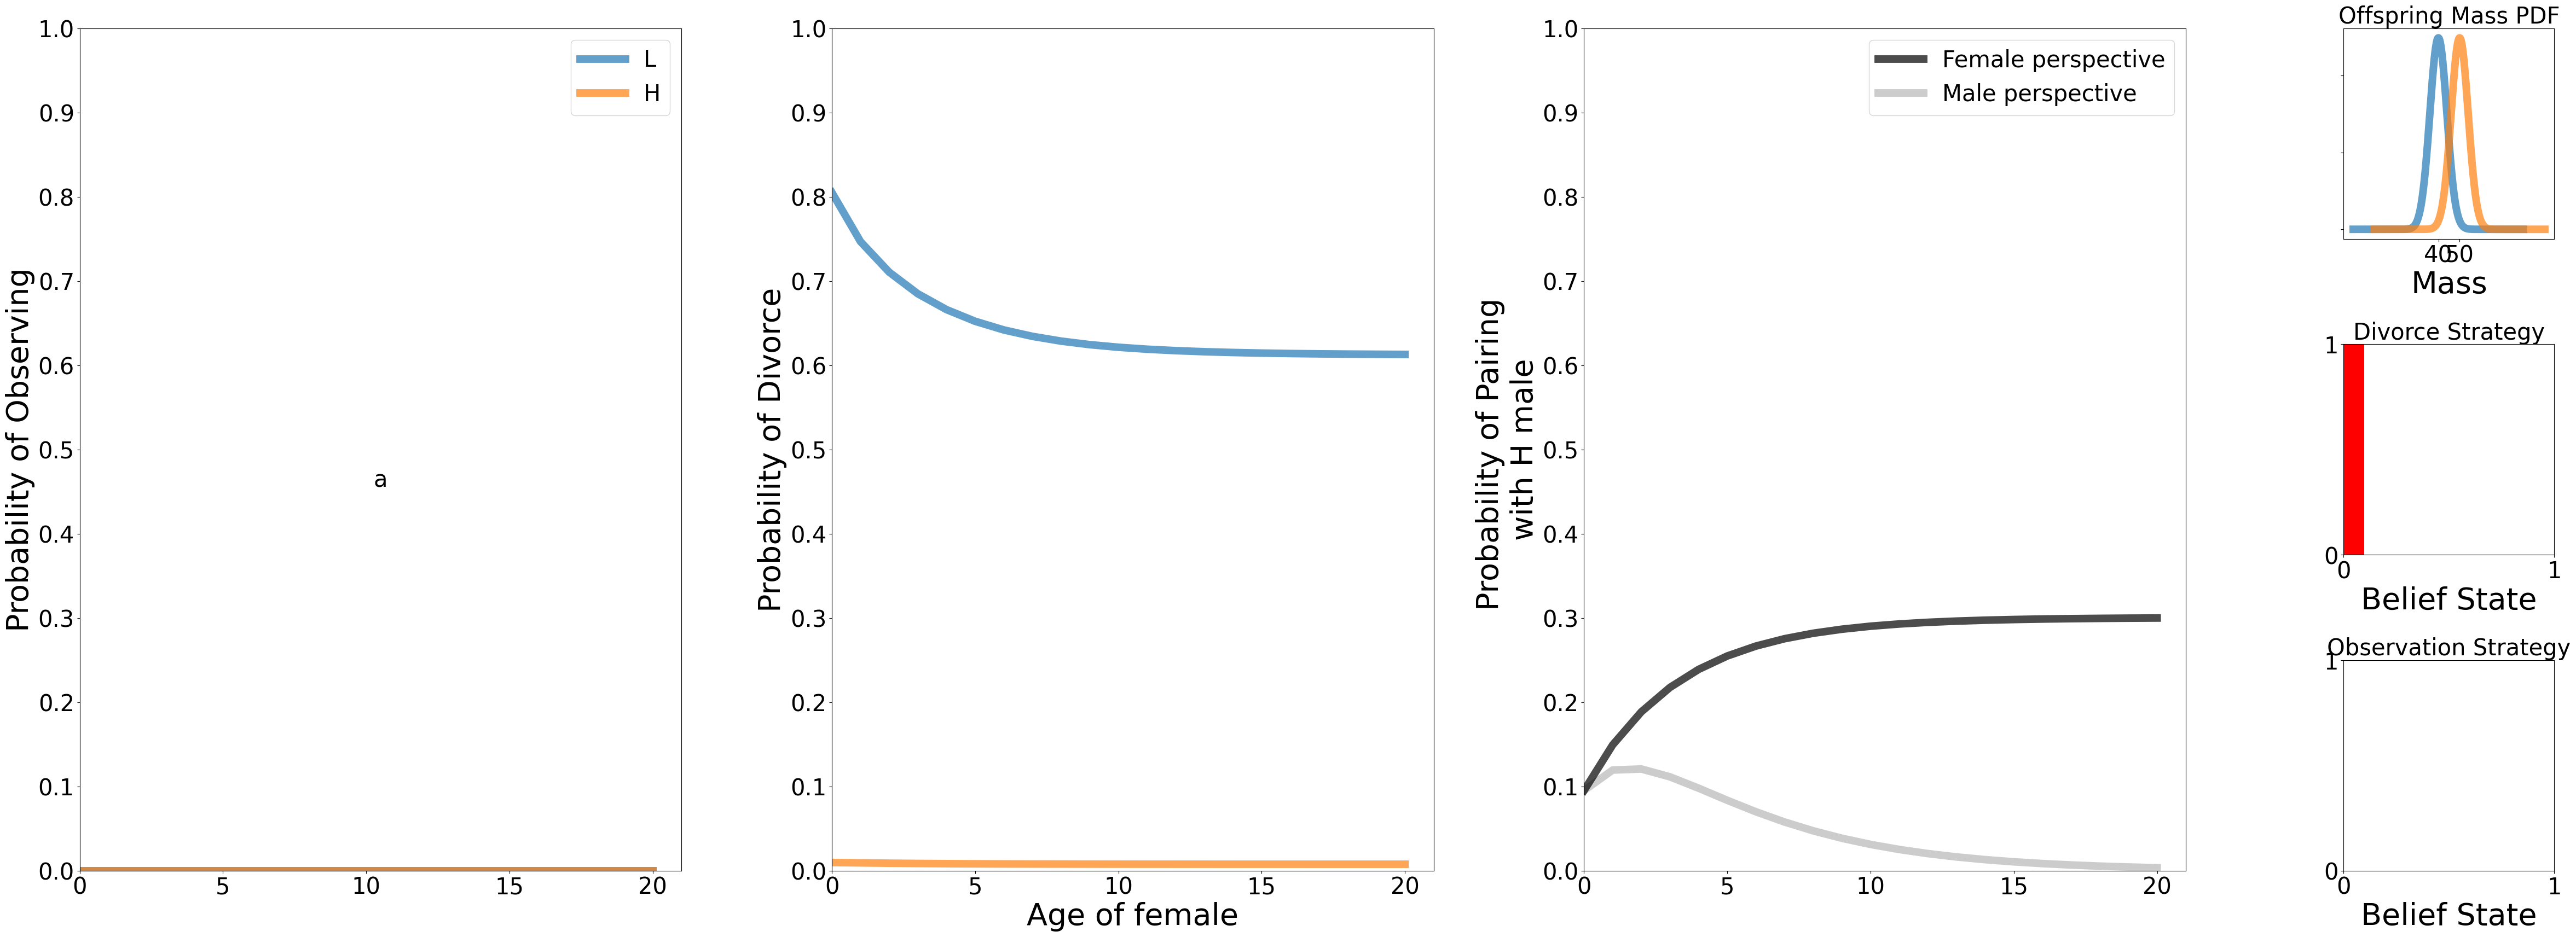 Probability of Observing
1.0
0.9
0.8
0.7
0.6
0.5
0.4
0.3
0.2
0.1
0.0
0 5 10 15 20
L
H
a
Probability of Divorce
1.0
0.9
0.8
0.7
0.6
0.5
0.4
0.3
0.2
0.1
0.0
0 5 10 15 20
Age of female
Probability of Pairing
with H male
1.0
0.9
0.8
0.7
0.6
0.5
0.4
0.3
0.2
0.1
0.0
0 5 10 15 20
Female perspective
Male perspective
Offspring Mass PDF
40 50
Mass
Divorce Strategy
1
0
0 1
Belief State
Observation Strategy
1
0
0 1
Belief State